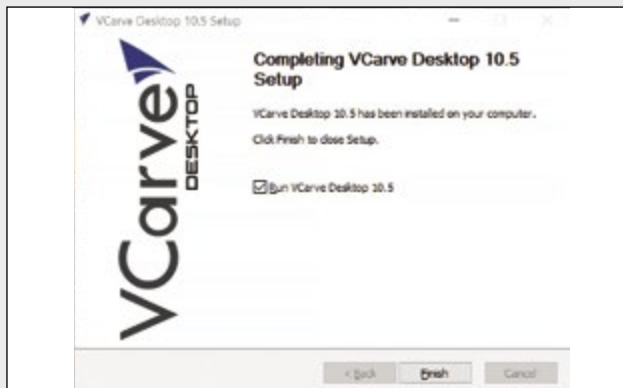 VCarve Desktop 10.5 Setup
VCarve
DESKTOP
Completing VCarve Desktop 10.5
Setup
VCarve Desktop 10.5 has been installed on your computer.
Click Finish to close Setup.
Run VCarve Desktop 10.5
< Back
Finish
Cancel